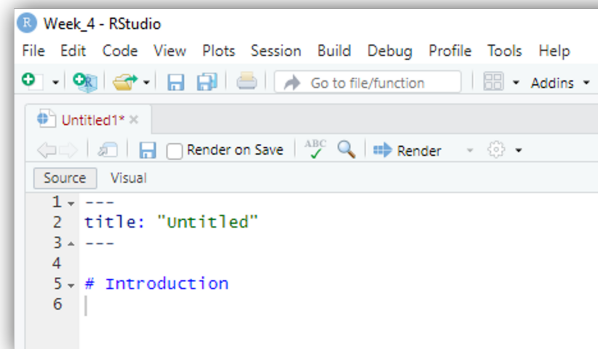 R Week_4 - RStudio
File Edit Code View Plots Session Build Debug Profile Tools Help
R Go to file/function Addins
Untitled1* ×
Render on Save ABC Render
Source Visual
1 ---
2 title: "Untitled"
3 ---
4
5 # Introduction
6